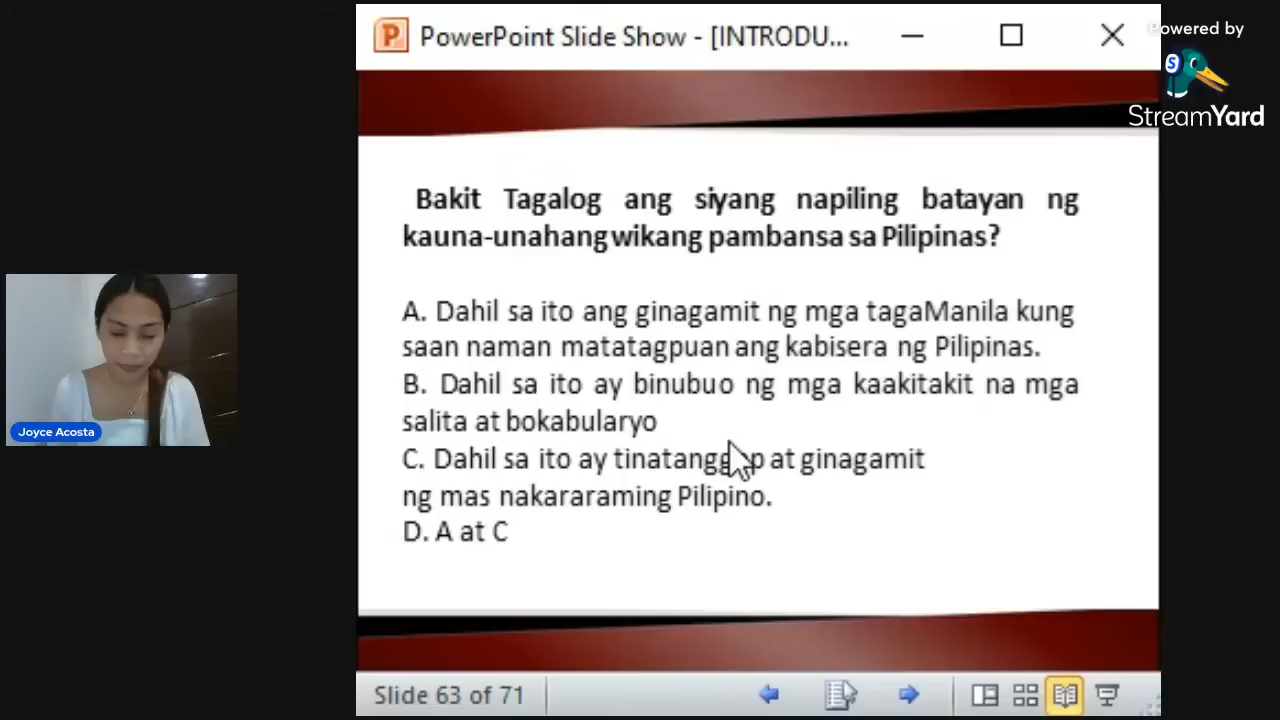 PowerPoint Slide Show - [INTRODU...
Powered by
StreamYard
Bakit Tagalog ang siyang napiling batayan ng
kauna-unahang wikang pambansa sa Pilipinas?
A. Dahil sa ito ang ginagamit ng mga tagaManila kung
saan naman matatagpuan ang kabisera ng Pilipinas.
B. Dahil sa ito ay binubuo ng mga kaakitakit na mga
salita at bokabularyo
C. Dahil sa ito ay tinatanggap at ginagamit
ng mas nakararaming Pilipino.
D. A at C
Joyce Acosta
Slide 63 of 71